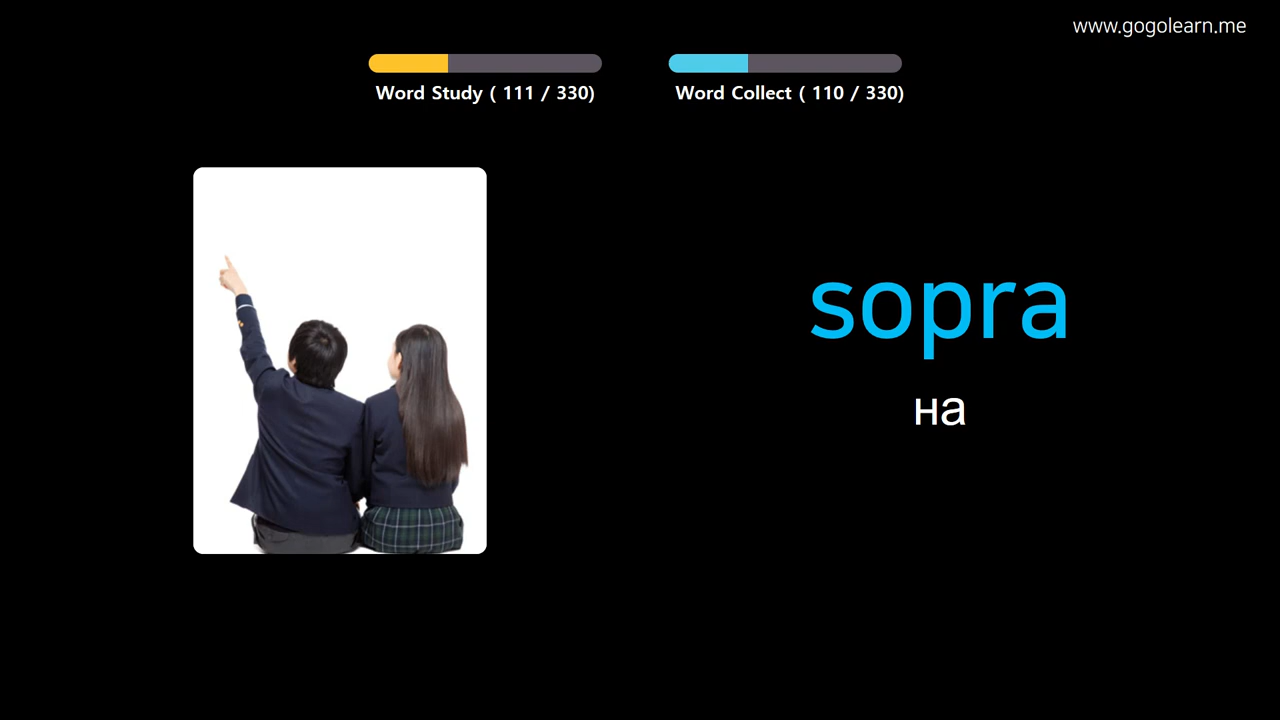 www.gogolearn.me
Word Study ( 111 / 330)
Word Collect ( 110 / 330)
sopra
на